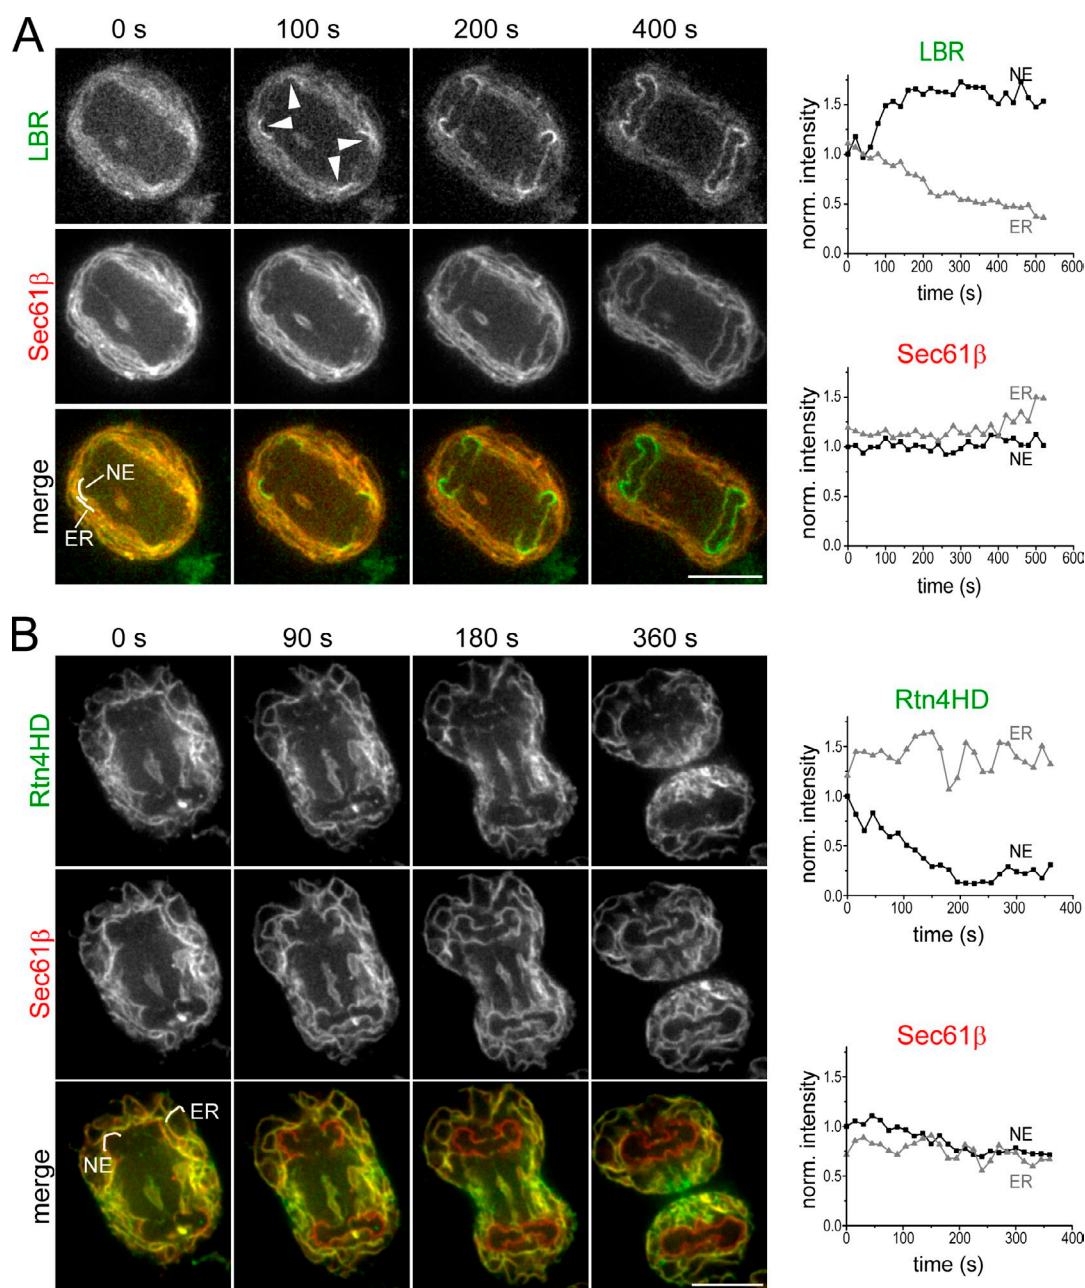 A
0 s 100 s 200 s 400 s
LBR
Sec61β
merge
NE
ER
LBR
norm. intensity
1.5
1.0
0.5
0.0
NE
ER
0 100 200 300 400 500 600
time (s)
Sec61β
norm. intensity
1.5
1.0
0.5
0.0
ER
NE
0 100 200 300 400 500 600
time (s)
B
0 s 90 s 180 s 360 s
Rtn4HD
Sec61β
merge
ER
NE
Rtn4HD
norm. intensity
1.5
1.0
0.5
0.0
ER
NE
0 100 200 300 400
time (s)
Sec61β
norm. intensity
1.5
1.0
0.5
0.0
NE
ER
0 100 200 300 400
time (s)